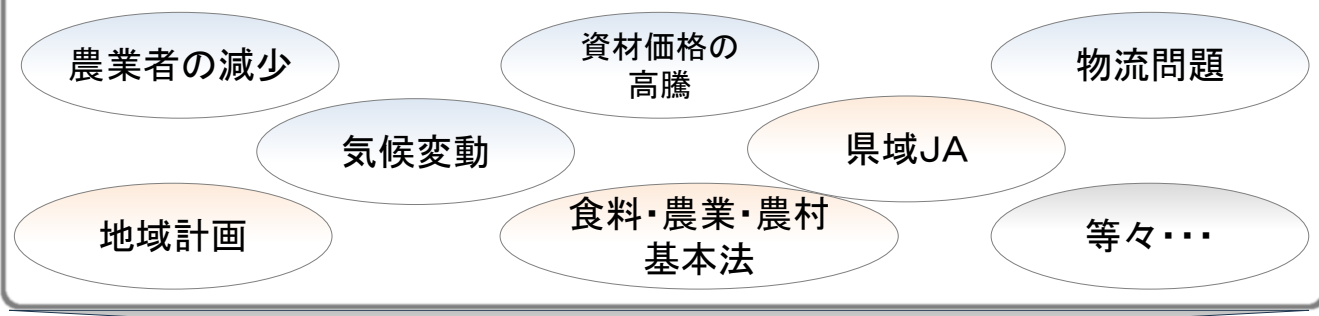 農業者の減少
資材価格の
高騰
物流問題
気候変動
県域JA
地域計画
食料・農業・農村
基本法
等々・・・